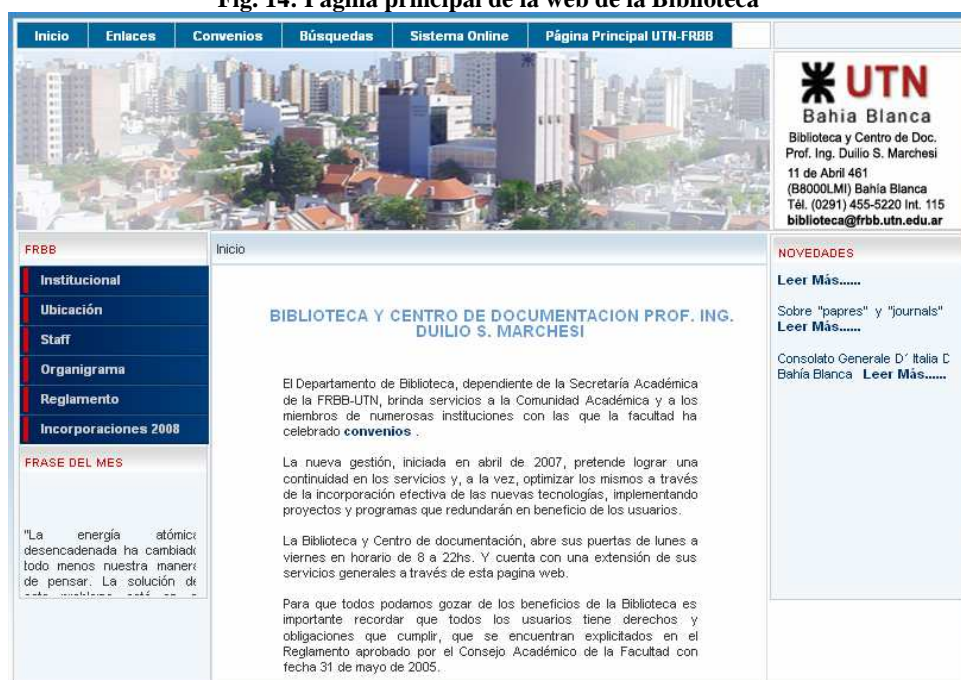 Fig. 14: Página principal de la web de la Biblioteca
Inicio Enlaces Convenios Búsquedas Sistema Online Página Principal UTN-FRBB
UTN
Bahia Blanca
Biblioteca y Centro de Doc.
Prof. Ing. Duilio S. Marchesi
11 de Abril 461
(B8000LMI) Bahia Blanca
Tél. (0291) 455-5220 Int. 115
biblioteca@frbb.utn.edu.ar
FRBB
Institucional
Ubicación
Staff
Organigrama
Reglamento
Incorporaciones 2008
FRASE DEL MES
"La energía atómica
desencadenada ha cambiado
todo menos nuestra manera
de pensar. La solución de
Inicio
BIBLIOTECA Y CENTRO DE DOCUMENTACION PROF. ING.
DUILIO S. MARCHESI
El Departamento de Biblioteca, dependiente de la Secretaría Académica
de la FRBB-UTN, brinda servicios a la Comunidad Académica y a los
miembros de numerosas instituciones con las que la facultad ha
celebrado convenios .
La nueva gestión, iniciada en abril de 2007, pretende lograr una
continuidad en los servicios y, a la vez, optimizar los mismos a través
de la incorporación efectiva de las nuevas tecnologías, implementando
proyectos y programas que redundarán en beneficio de los usuarios.
La Biblioteca y Centro de documentación, abre sus puertas de lunes a
viernes en horario de 8 a 22hs. Y cuenta con una extensión de sus
servicios generales a través de esta pagina web.
Para que todos podamos gozar de los beneficios de la Biblioteca es
importante recordar que todos los usuarios tiene derechos y
obligaciones que cumplir, que se encuentran explicitados en el
Reglamento aprobado por el Consejo Académico de la Facultad con
fecha 31 de mayo de 2005.
NOVEDADES
Leer Más......
Sobre "papres" y "journals"
Leer Más......
Consolato Generale D´ Italia D
Bahía Blanca Leer Más......